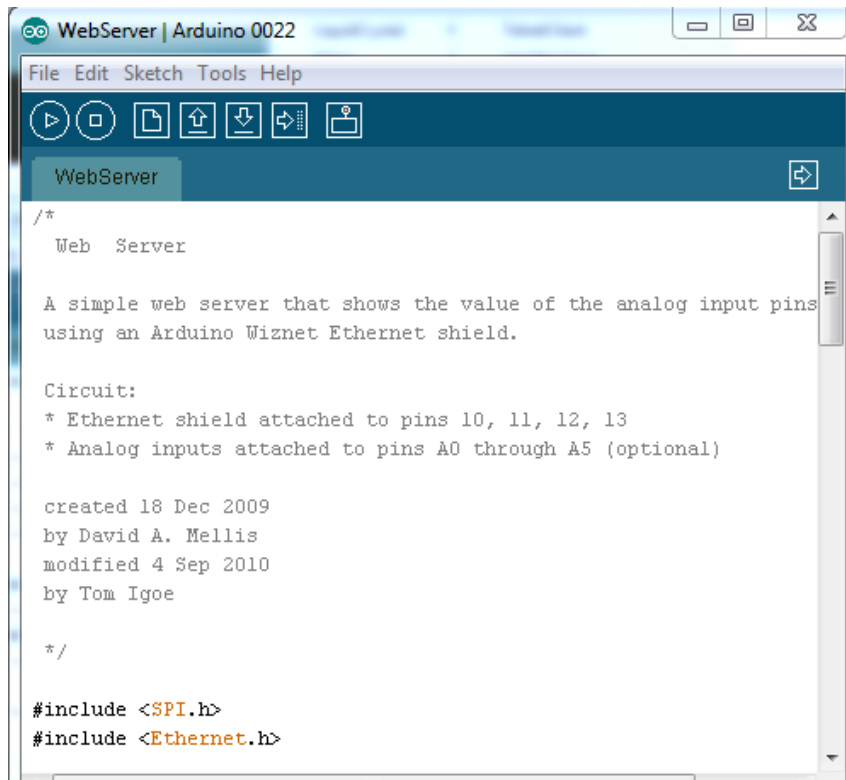 WebServer | Arduino 0022
File Edit Sketch Tools Help
WebServer
/*
Web  Server

A simple web server that shows the value of the analog input pins
using an Arduino Wiznet Ethernet shield.

Circuit:
* Ethernet shield attached to pins 10, 11, 12, 13
* Analog inputs attached to pins A0 through A5 (optional)

created 18 Dec 2009
by David A. Mellis
modified 4 Sep 2010
by Tom Igoe

*/

#include <SPI.h>
#include <Ethernet.h>